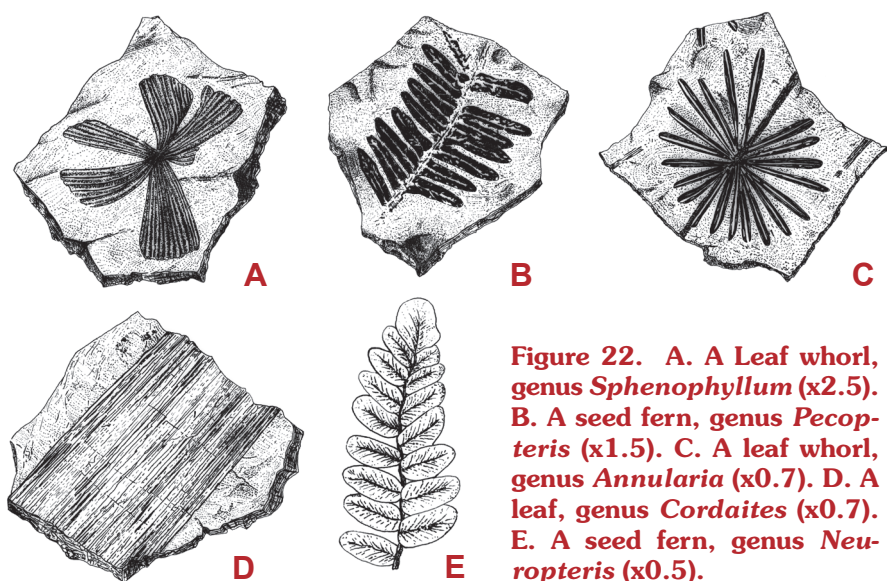 A
B
C
D
E
Figure 22. A. A Leaf whorl,
genus Sphenophyllum (x2.5).
B. A seed fern, genus Pecop-
teris (x1.5). C. A leaf whorl,
genus Annularia (x0.7). D. A
leaf, genus Cordaites (x0.7).
E. A seed fern, genus Neu-
ropteris (x0.5).